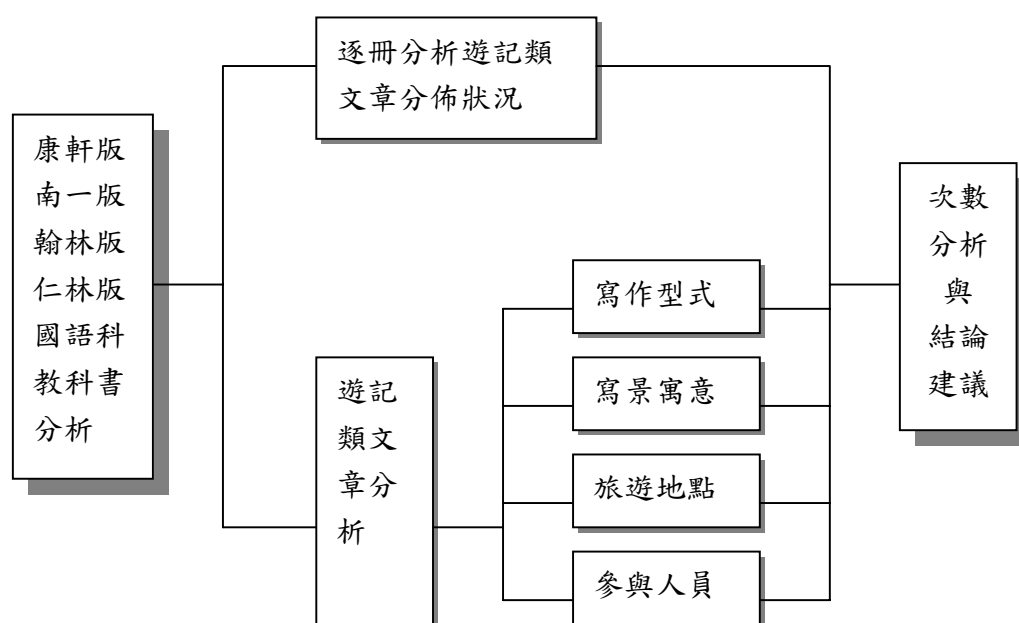 逐冊分析遊記類
文章分佈狀況
康軒版
南一版
翰林版
仁林版
國語科
教科書
分析
遊記
類文
章分
析
寫作型式
寫景寓意
旅遊地點
參與人員
次數
分析
與
結論
建議